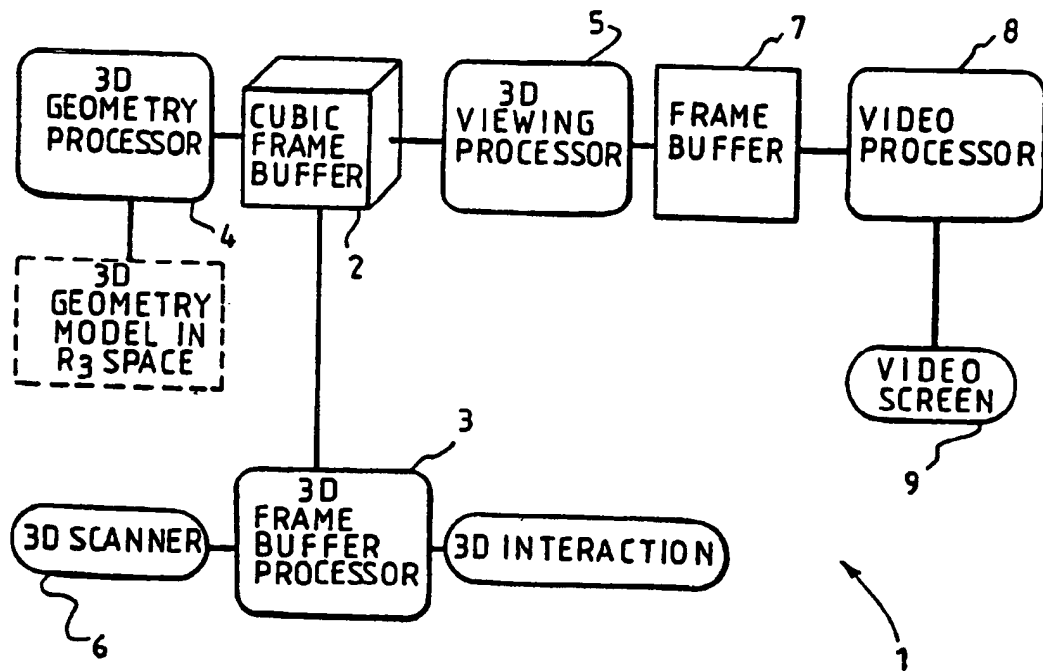 5
7
8
3D
GEOMETRY
PROCESSOR
CUBIC
FRAME
BUFFER
3D
VIEWING
PROCESSOR
FRAME
BUFFER
VIDEO
PROCESSOR
4
2
3D
GEOMETRY
MODEL IN
R3 SPACE
VIDEO
SCREEN
9
3
3D SCANNER
3D
FRAME
BUFFER
PROCESSOR
3D INTERACTION
6
1